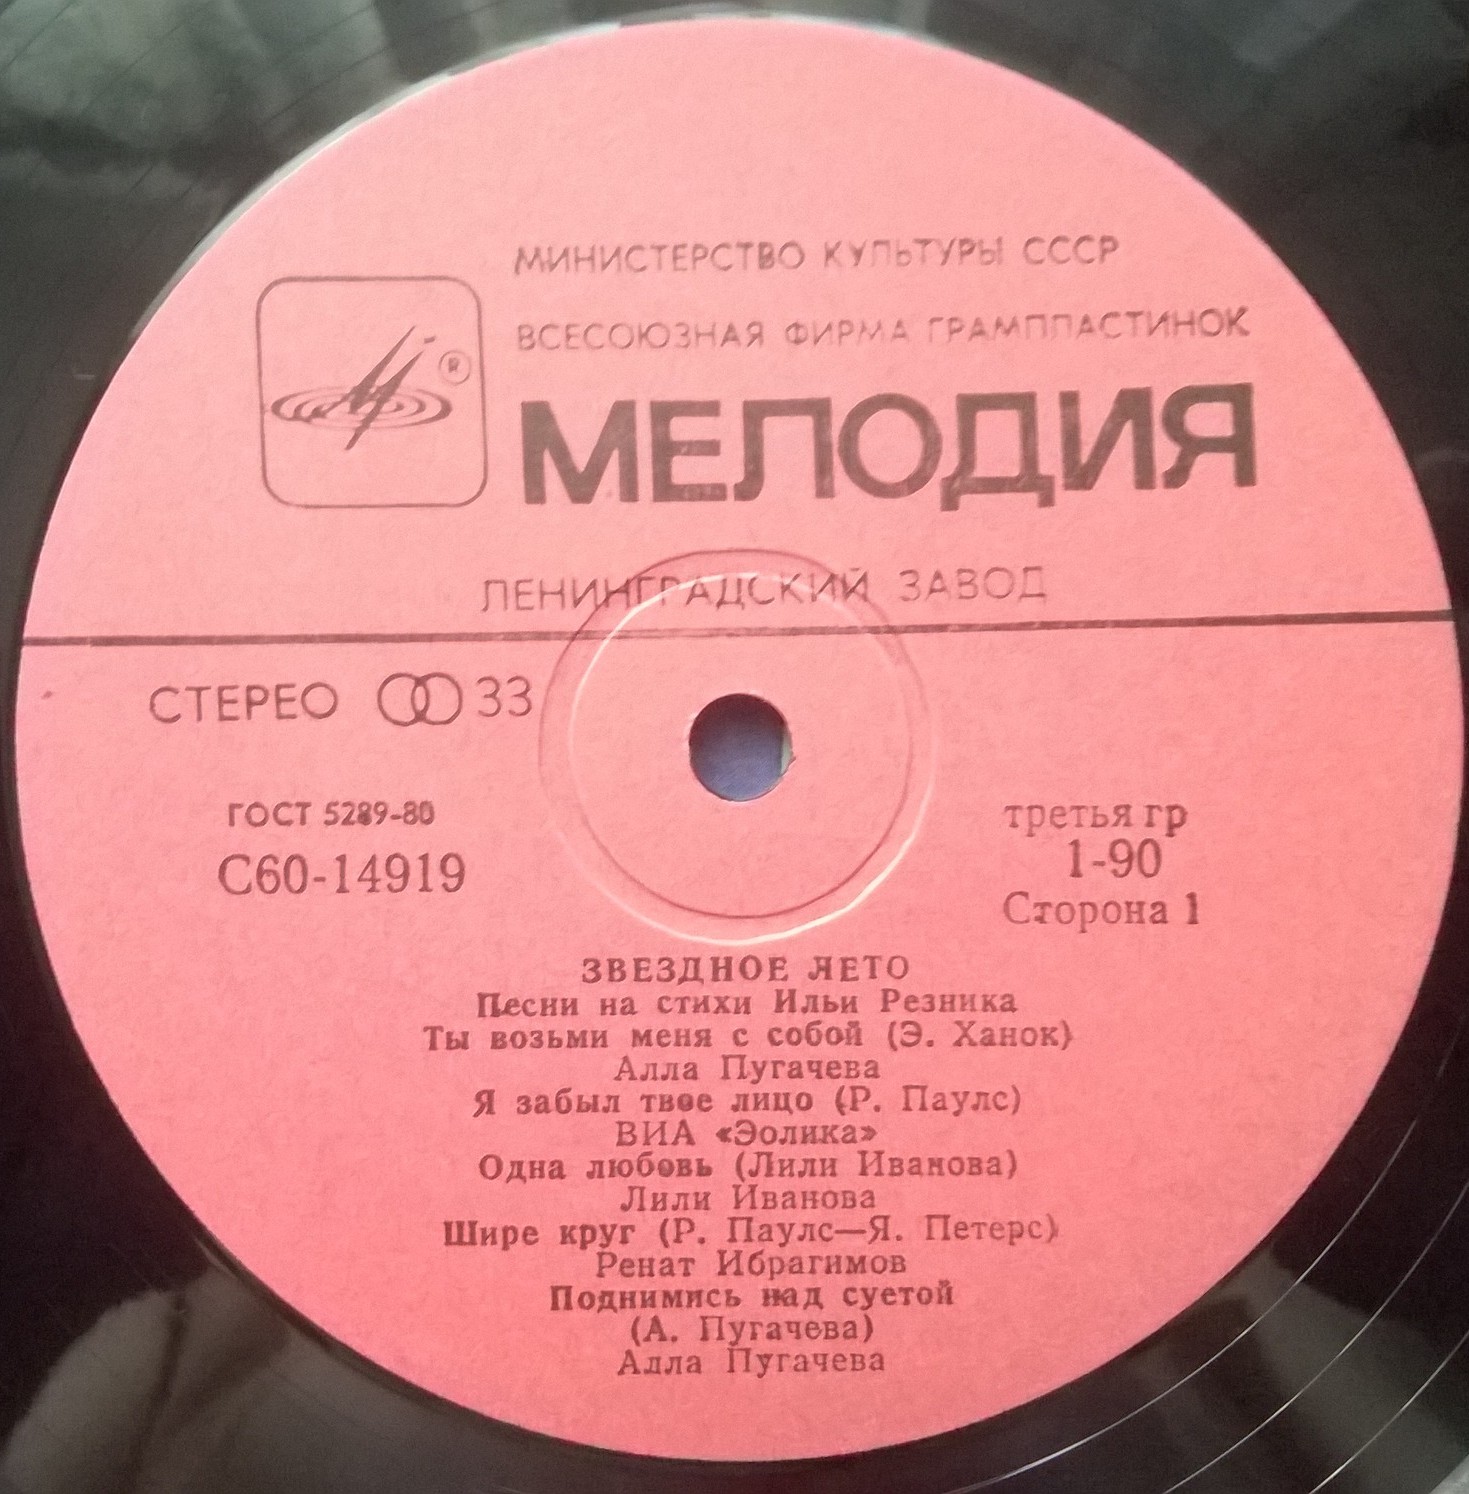 МИНИСТЕРСТВО КУЛЬТУРЫ СССР
ВСЕСОЮЗНАЯ ФИРМА ГРАМПЛАСТИНОК
®
МЕЛОДИЯ
ЛЕНИНГРАДСКИЙ ЗАВОД
СТЕРЕО 33
ГОСТ 5289-80
С60-14919
третья гр
1-90
Сторона 1
ЗВЕЗДНОЕ ЛЕТО
Песни на стихи Ильи Резника
Ты возьми меня с собой (Э. Ханок)
Алла Пугачева
Я забыл твое лицо (Р. Паулс)
ВИА «Эолика»
Одна любовь (Лили Иванова)
Лили Иванова
Шире круг (Р. Паулс—Я. Петерс)
Ренат Ибрагимов
Поднимись над суетой
(А. Пугачева)
Алла Пугачева